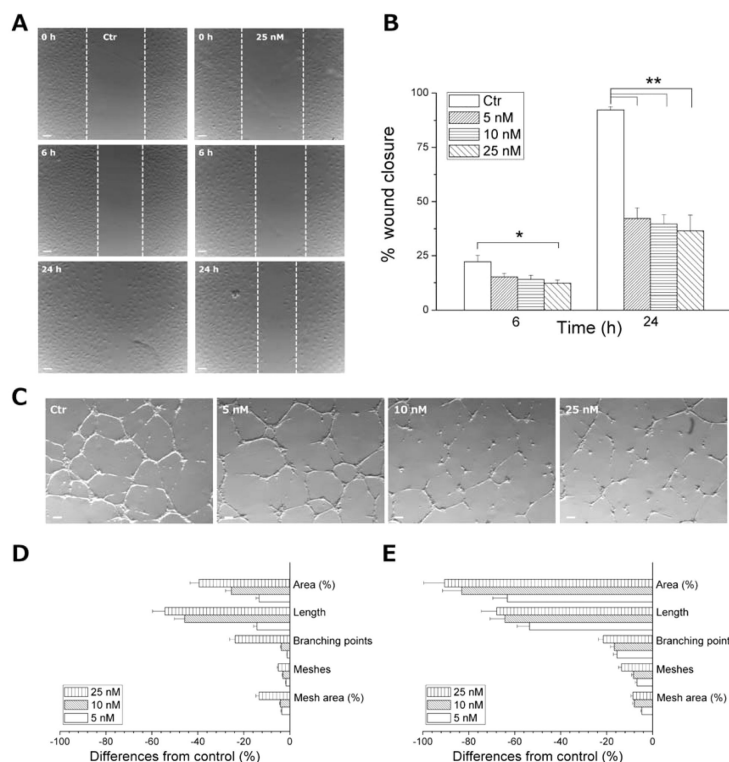 A
0 h
Ctr
0 h
25 nM
6 h
6 h
24 h
24 h
B
Ctr
5 nM
10 nM
25 nM
**
*
% wound closure
100
75
50
25
0
6
24
Time (h)
C
Ctr
5 nM
10 nM
25 nM
D
Area (%)
Length
Branching points
Meshes
Mesh area (%)
25 nM
10 nM
5 nM
-100 -80 -60 -40 -20 0
Differences from control (%)
E
Area (%)
Length
Branching point
Meshes
Mesh area (%)
25 nM
10 nM
5 nM
-100 -80 -60 -40 -20 0
Differences from control (%)